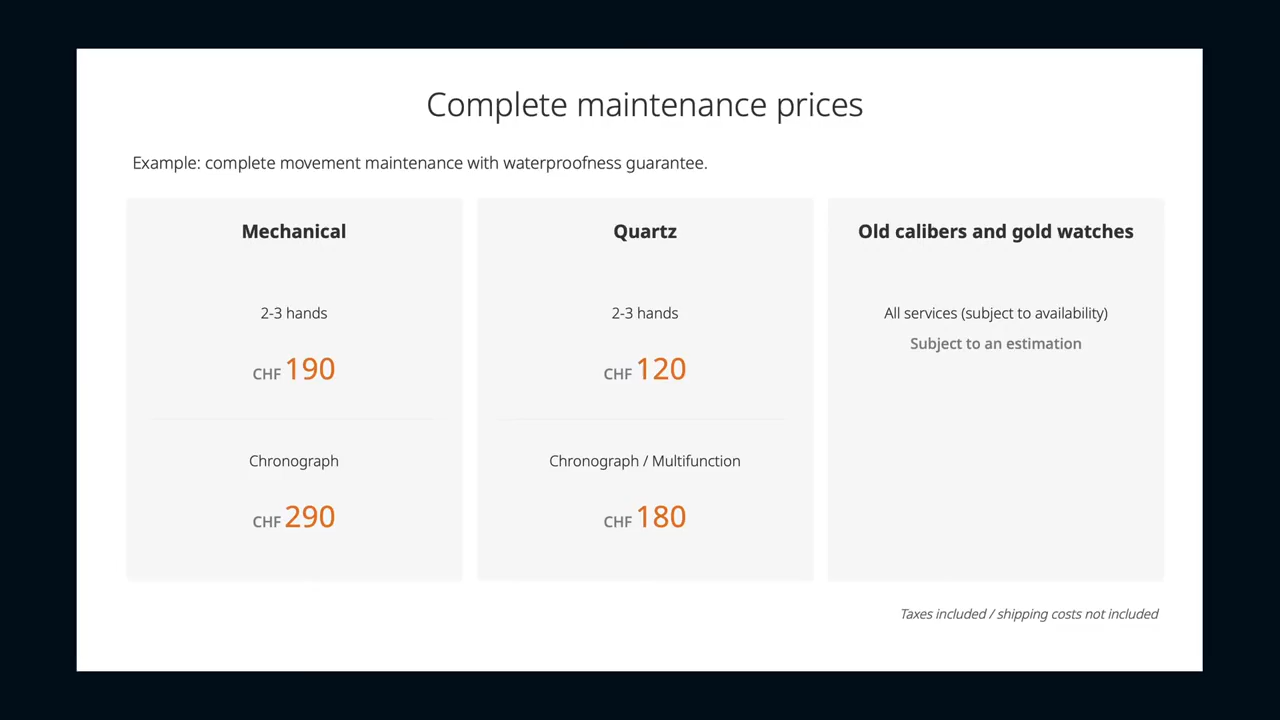 Complete maintenance prices
Example: complete movement maintenance with waterproofness guarantee.
Mechanical
2-3 hands
CHF 190
Chronograph
CHF 290
Quartz
2-3 hands
CHF 120
Chronograph / Multifunction
CHF 180
Old calibers and gold watches
All services (subject to availability)
Subject to an estimation
Taxes included / shipping costs not included